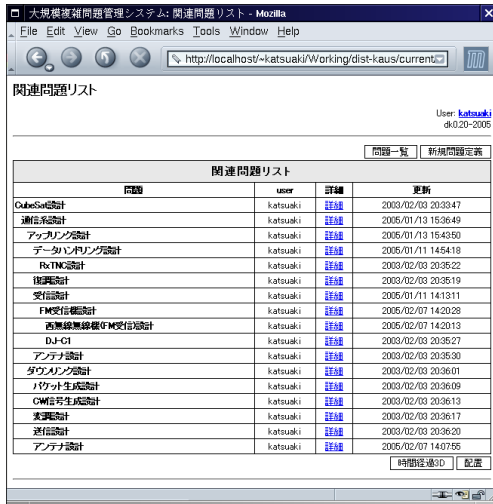 大規模複雑問題管理システム: 関連問題リスト - Mozilla
File Edit View Go Bookmarks Tools Window Help
http://localhost/~katsuaki/Working/dist-kaus/current
関連問題リスト
User: katsuaki
dk0.20-2005
問題一覧 新規問題定義
関連問題リスト
問題 user 詳細 更新
CubeSat設計 katsuaki 詳細 2003/02/03 20:33:47
通信系設計 katsuaki 詳細 2005/01/13 15:36:49
アップリンク設計 katsuaki 詳細 2005/01/13 15:43:50
データハンドリング設計 katsuaki 詳細 2005/01/11 14:54:18
RxTNC設計 katsuaki 詳細 2003/02/03 20:35:22
復調設計 katsuaki 詳細 2003/02/03 20:35:19
受信設計 katsuaki 詳細 2005/01/11 14:13:11
FM受信機設計 katsuaki 詳細 2005/02/07 14:20:28
西無線無線機(FM受信)設計 katsuaki 詳細 2005/02/07 14:20:13
DJ-C1 katsuaki 詳細 2003/02/03 20:35:27
アンテナ設計 katsuaki 詳細 2003/02/03 20:35:30
ダウンリンク設計 katsuaki 詳細 2003/02/03 20:36:01
パケット生成設計 katsuaki 詳細 2003/02/03 20:36:09
CW信号生成設計 katsuaki 詳細 2003/02/03 20:36:13
変調設計 katsuaki 詳細 2003/02/03 20:36:17
送信設計 katsuaki 詳細 2003/02/03 20:36:20
アンテナ設計 katsuaki 詳細 2005/02/07 14:07:55
時間経過3D 配置